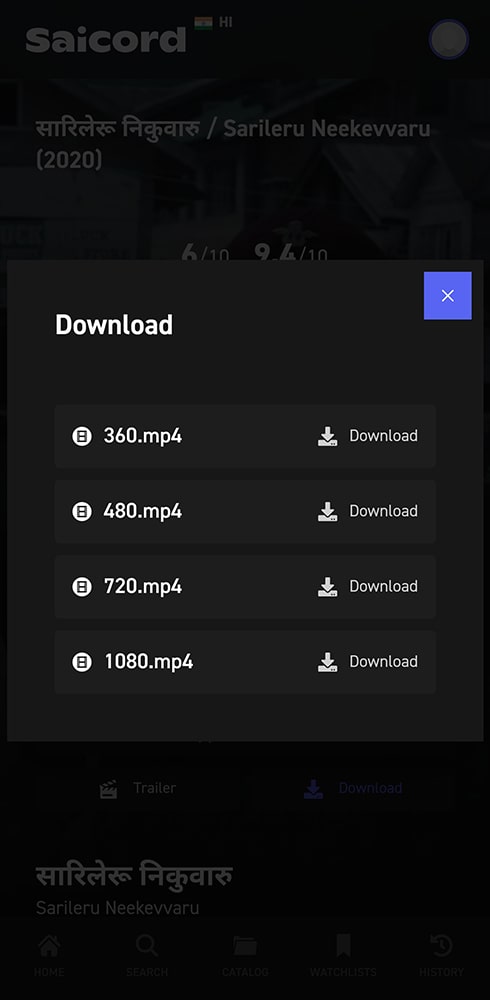 Saicord HI
सारिलेरू निकुवारु / Sarileru Neekevvaru
(2020)
6/10 9.4/10
Download
360.mp4 Download
480.mp4 Download
720.mp4 Download
1080.mp4 Download
Trailer Download
सारिलेरू निकुवारु
Sarileru Neekevvaru
HOME SEARCH CATALOG WATCHLISTS HISTORY